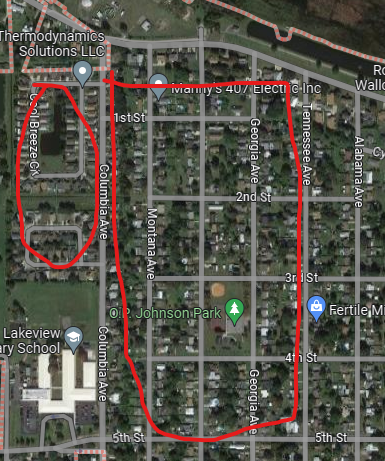 Thermodynamics
Solutions LLC
Manny's 407 Electric Inc
1st St
Cool Breeze Cir
Georgia Ave
Tennessee Ave
Alabama Ave
Columbia Ave
2nd St
Montana Ave
3rd St
O.P. Johnson Park
Fertile Mi
Lakeview
ary School
Columbia Ave
4th St
Georgia Ave
5th St
5th St